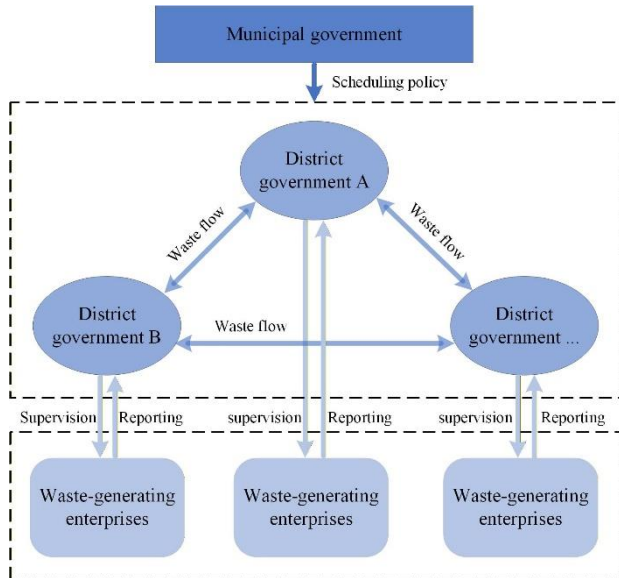 Municipal government
Scheduling policy
District
government A
Waste flow
Waste flow
District
government B
Waste flow
District
government ...
Supervision
Reporting
supervision
Reporting
supervision
Reporting
Waste-generating
enterprises
Waste-generating
enterprises
Waste-generating
enterprises